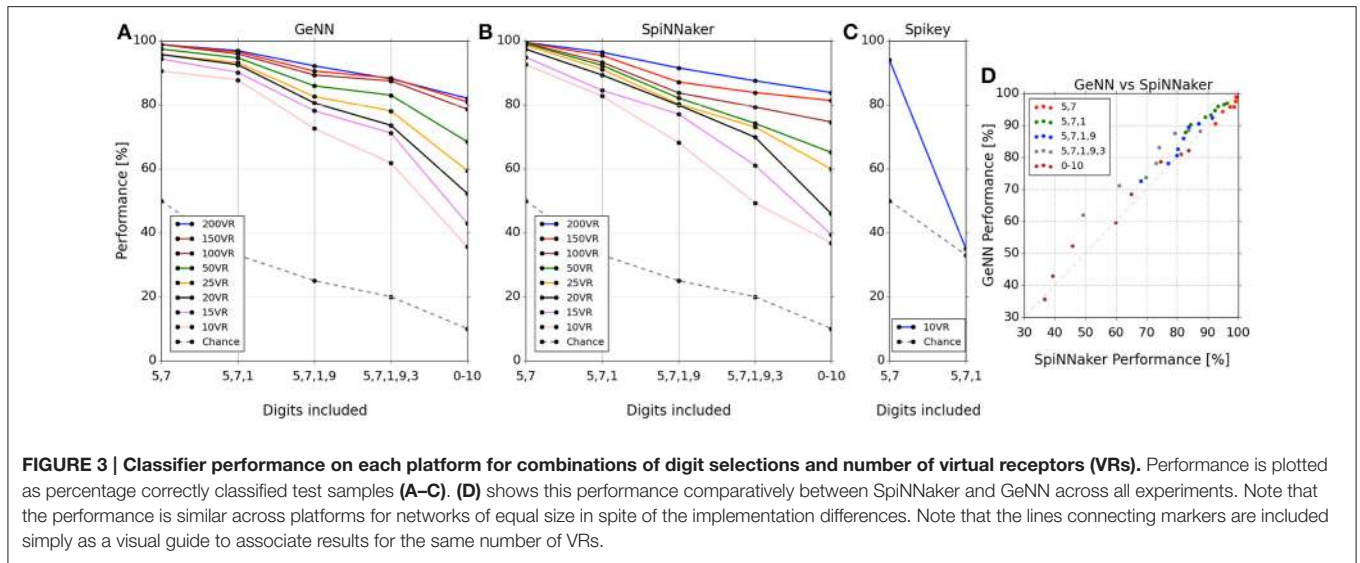 A
GeNN
100
80
60
40
20
0
Performance [%]
200VR
150VR
100VR
50VR
25VR
20VR
15VR
10VR
Chance
5,7
5,7,1
5,7,1,9
5,7,1,9,3
0-10
Digits included
B
SpiNNaker
100
80
60
40
20
0
200VR
150VR
100VR
50VR
25VR
20VR
15VR
10VR
Chance
5,7
5,7,1
5,7,1,9
5,7,1,9,3
0-10
Digits included
C
Spikey
100
80
60
40
20
0
10VR
Chance
5,7
5,7,1
Digits included
D
GeNN vs SpiNNaker
100
90
80
70
60
50
40
30
GeNN Performance [%]
5,7
5,7,1
5,7,1,9
5,7,1,9,3
0-10
30 40 50 60 70 80 90 100
SpiNNaker Performance [%]
FIGURE 3 | Classifier performance on each platform for combinations of digit selections and number of virtual receptors (VRs). Performance is plotted
as percentage correctly classified test samples (A–C). (D) shows this performance comparatively between SpiNNaker and GeNN across all experiments. Note that
the performance is similar across platforms for networks of equal size in spite of the implementation differences. Note that the lines connecting markers are included
simply as a visual guide to associate results for the same number of VRs.